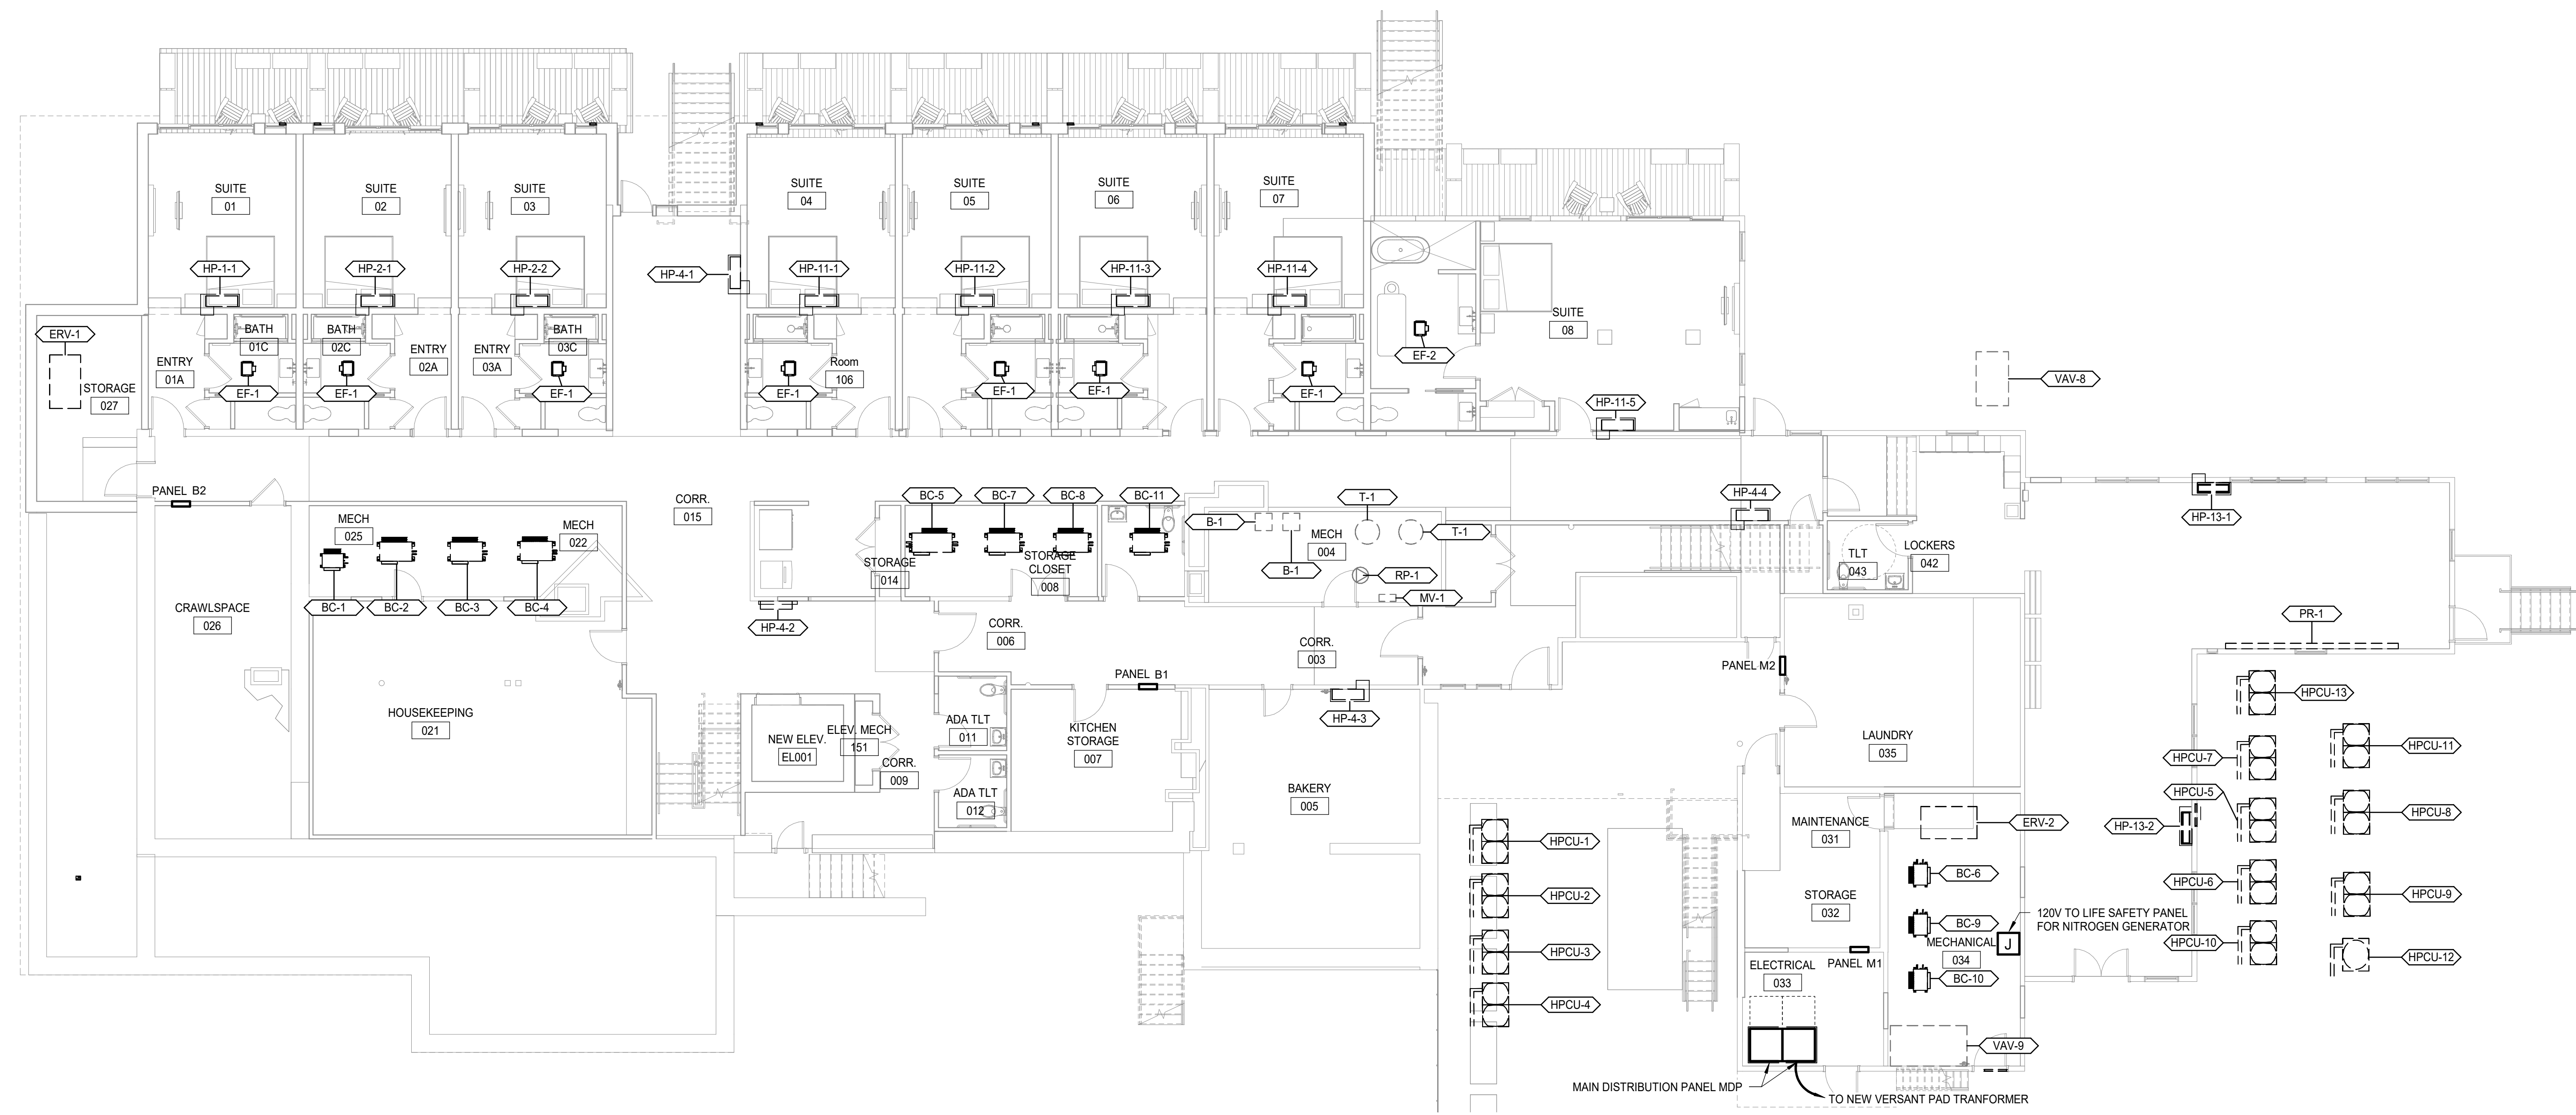 SUITE
01
SUITE
02
SUITE
03
SUITE
04
SUITE
05
SUITE
06
SUITE
07
SUITE
08
HP-1-1
HP-2-1
HP-2-2
HP-4-1
HP-11-1
HP-11-2
HP-11-3
HP-11-4
ERV-1
STORAGE
027
ENTRY
01A
BATH
01C
BATH
02C
ENTRY
02A
ENTRY
03A
BATH
03C
Room
106
EF-1
EF-1
EF-1
EF-1
EF-1
EF-1
EF-1
EF-2
HP-11-5
VAV-8
PANEL B2
CORR.
015
MECH
025
MECH
022
BC-1
BC-2
BC-3
BC-4
BC-5
BC-7
BC-8
BC-11
STORAGE
014
STORAGE
CLOSET
008
B-1
B-1
T-1
T-1
MECH
004
RP-1
MV-1
HP-4-4
TLT
043
LOCKERS
042
HP-13-1
CRAWLSPACE
026
HP-4-2
CORR.
006
CORR.
003
PR-1
PANEL B1
PANEL M2
HP-4-3
HOUSEKEEPING
021
NEW ELEV.
EL001
ELEV. MECH
151
CORR.
009
ADA TLT
011
ADA TLT
012
KITCHEN
STORAGE
007
BAKERY
005
LAUNDRY
035
HPCU-13
HPCU-11
HPCU-7
HPCU-5
HPCU-8
HP-13-2
HPCU-6
HPCU-9
HPCU-10
HPCU-12
HPCU-1
HPCU-2
HPCU-3
HPCU-4
MAINTENANCE
031
ERV-2
STORAGE
032
BC-6
BC-9
MECHANICAL
034
BC-10
J
120V TO LIFE SAFETY PANEL
FOR NITROGEN GENERATOR
PANEL M1
ELECTRICAL
033
VAV-9
MAIN DISTRIBUTION PANEL MDP
TO NEW VERSANT PAD TRANFORMER